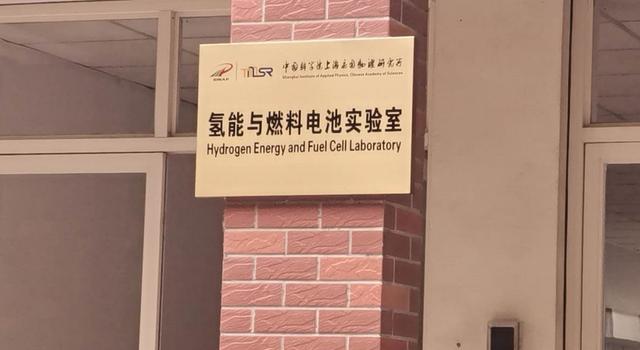 SINAP TMSR 中国科学院上海应用物理研究所
Shanghai Institute of Applied Physics, Chinese Academy of Sciences
氢能与燃料电池实验室
Hydrogen Energy and Fuel Cell Laboratory